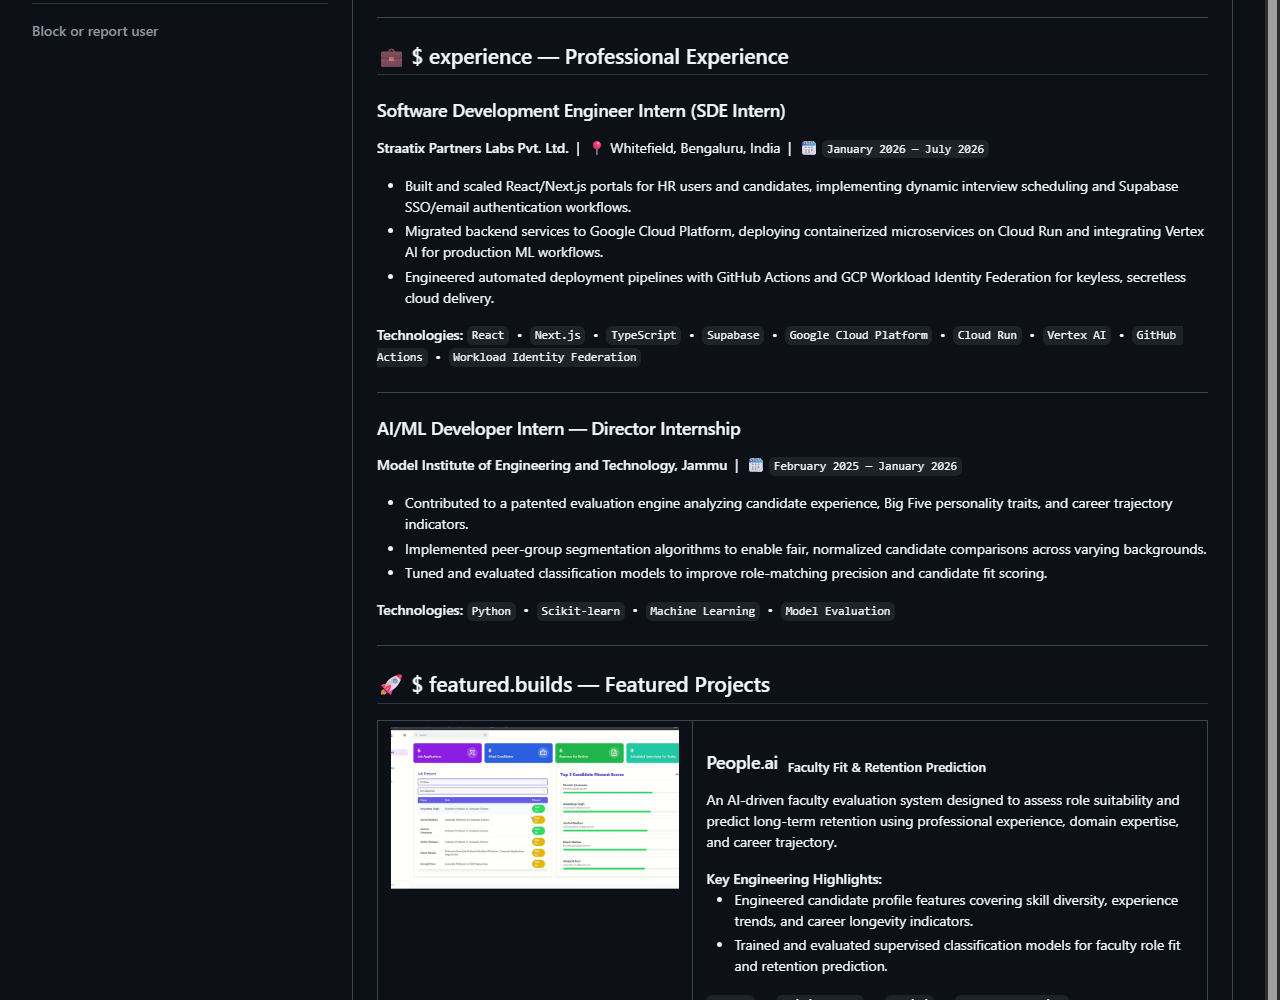 Block or report user
$ experience — Professional Experience
Software Development Engineer Intern (SDE Intern)
Straatix Partners Labs Pvt. Ltd. | Whitefield, Bengaluru, India | January 2026 – July 2026
• Built and scaled React/Next.js portals for HR users and candidates, implementing dynamic interview scheduling and Supabase
SSO/email authentication workflows.
• Migrated backend services to Google Cloud Platform, deploying containerized microservices on Cloud Run and integrating Vertex
AI for production ML workflows.
• Engineered automated deployment pipelines with GitHub Actions and GCP Workload Identity Federation for keyless, secretless
cloud delivery.
Technologies: React • Next.js • TypeScript • Supabase • Google Cloud Platform • Cloud Run • Vertex AI • GitHub
Actions • Workload Identity Federation
AI/ML Developer Intern — Director Internship
Model Institute of Engineering and Technology, Jammu | February 2025 – January 2026
• Contributed to a patented evaluation engine analyzing candidate experience, Big Five personality traits, and career trajectory
indicators.
• Implemented peer-group segmentation algorithms to enable fair, normalized candidate comparisons across varying backgrounds.
• Tuned and evaluated classification models to improve role-matching precision and candidate fit scoring.
Technologies: Python • Scikit-learn • Machine Learning • Model Evaluation
$ featured.builds — Featured Projects
Top 5 Candidate Fitment Scores
People.ai Faculty Fit & Retention Prediction
An AI-driven faculty evaluation system designed to assess role suitability and
predict long-term retention using professional experience, domain expertise,
and career trajectory.
Key Engineering Highlights:
• Engineered candidate profile features covering skill diversity, experience
trends, and career longevity indicators.
• Trained and evaluated supervised classification models for faculty role fit
and retention prediction.